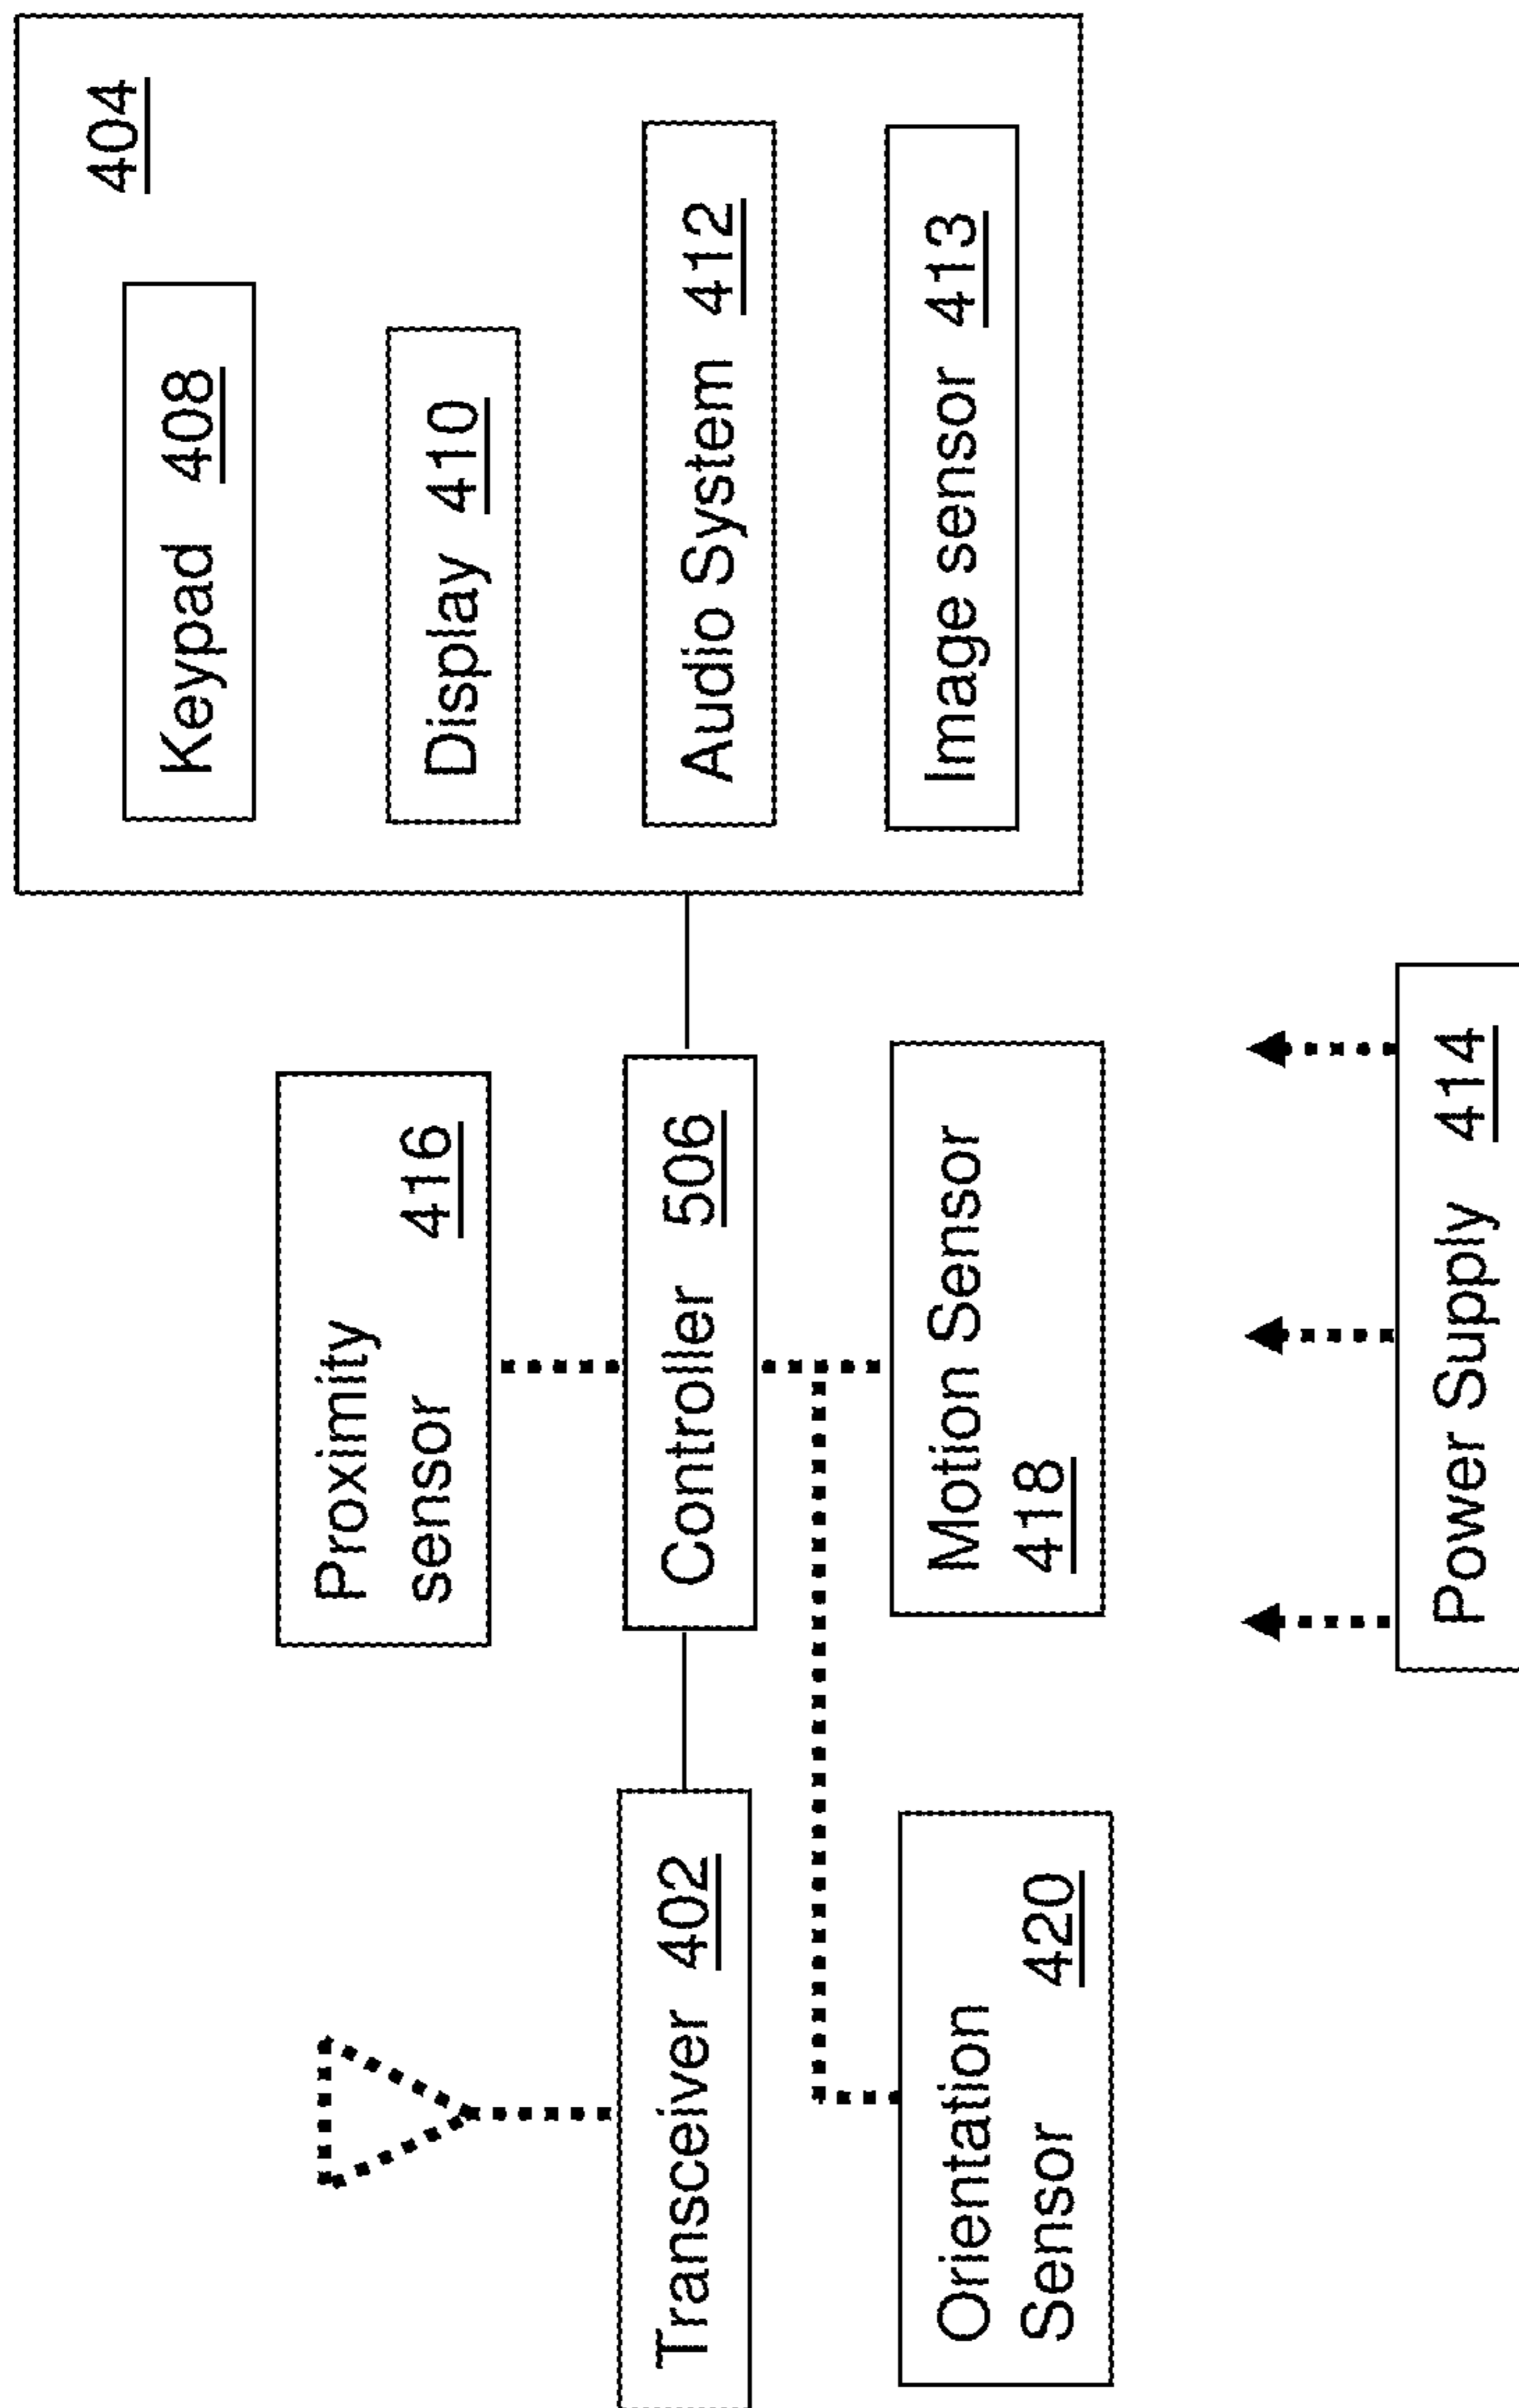 404
Keypad 408
Display 410
Audio System 412
Image sensor 413
Proximity
sensor 416
Controller 506
Motion Sensor
418
Transceiver 402
Orientation
Sensor 420
Power Supply 414